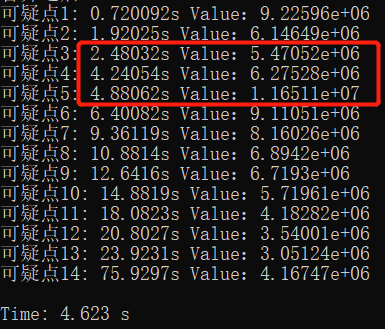 可疑点1: 0.720092s Value：9.22596e+06
可疑点2: 1.92025s Value：6.14649e+06
可疑点3: 2.48032s Value：5.47052e+06
可疑点4: 4.24054s Value：6.27528e+06
可疑点5: 4.88062s Value：1.16511e+07
可疑点6: 6.40082s Value：9.11051e+06
可疑点7: 9.36119s Value：8.16026e+06
可疑点8: 10.8814s Value：6.8942e+06
可疑点9: 12.6416s Value：6.7193e+06
可疑点10: 14.8819s Value：5.71961e+06
可疑点11: 18.0823s Value：4.18282e+06
可疑点12: 20.8027s Value：3.54001e+06
可疑点13: 23.9231s Value：3.05124e+06
可疑点14: 75.9297s Value：4.16747e+06
Time: 4.623 s